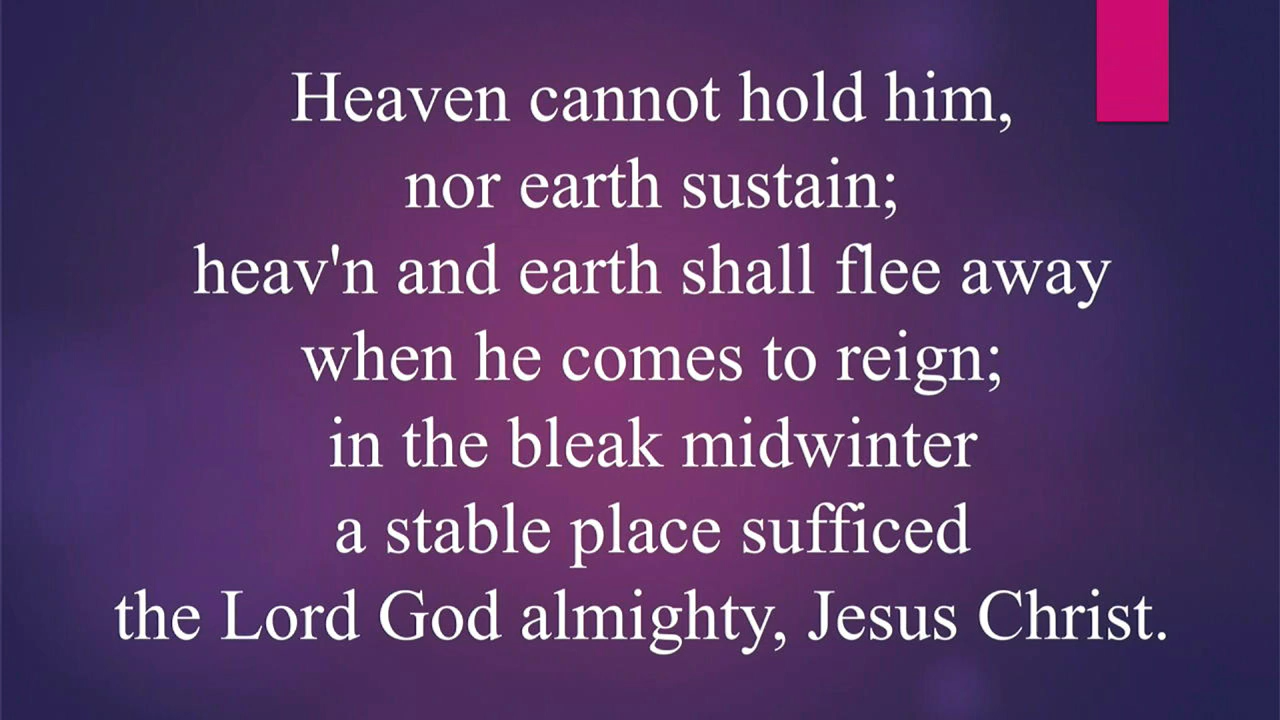 Heaven cannot hold him,
nor earth sustain;
heav'n and earth shall flee away
when he comes to reign;
in the bleak midwinter
a stable place sufficed
the Lord God almighty, Jesus Christ.